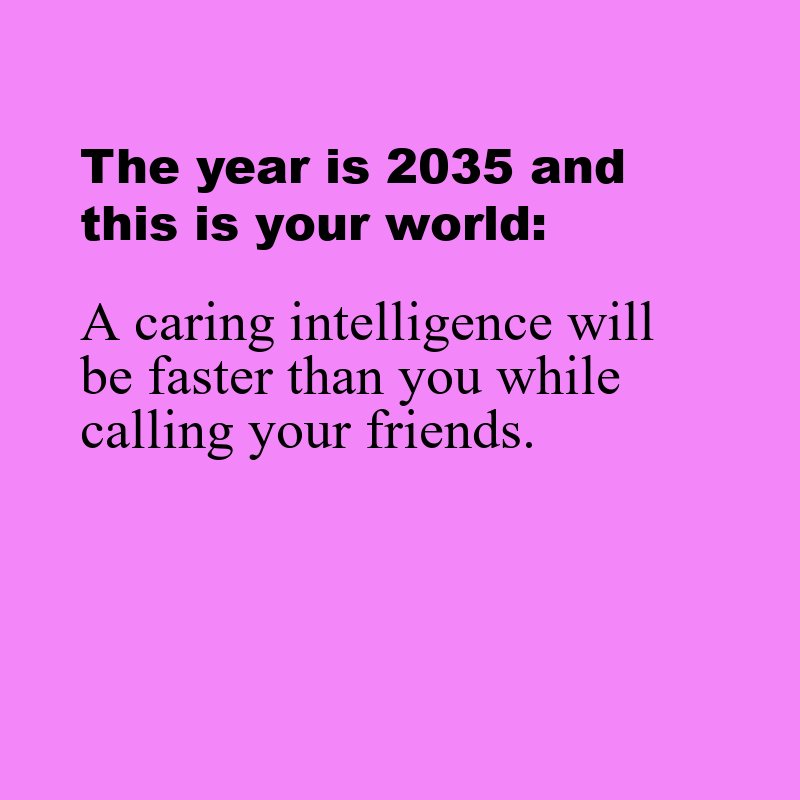 The year is 2035 and
this is your world:
A caring intelligence will
be faster than you while
calling your friends.